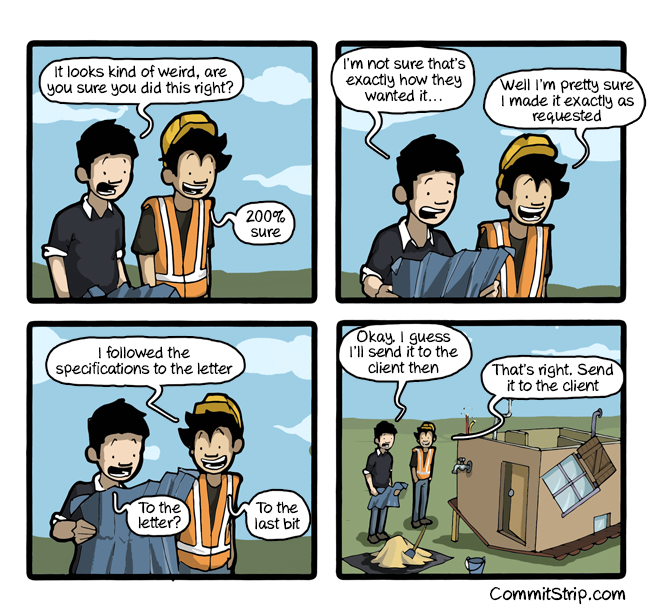 It looks kind of weird, are
you sure you did this right?
200%
sure
I'm not sure that's
exactly how they
wanted it...
Well I'm pretty sure
I made it exactly as
requested
I followed the
specifications to the letter
To the
letter?
To the
last bit
Okay, I guess
I'll send it to the
client then
That's right. Send
it to the client
CommitStrip.com